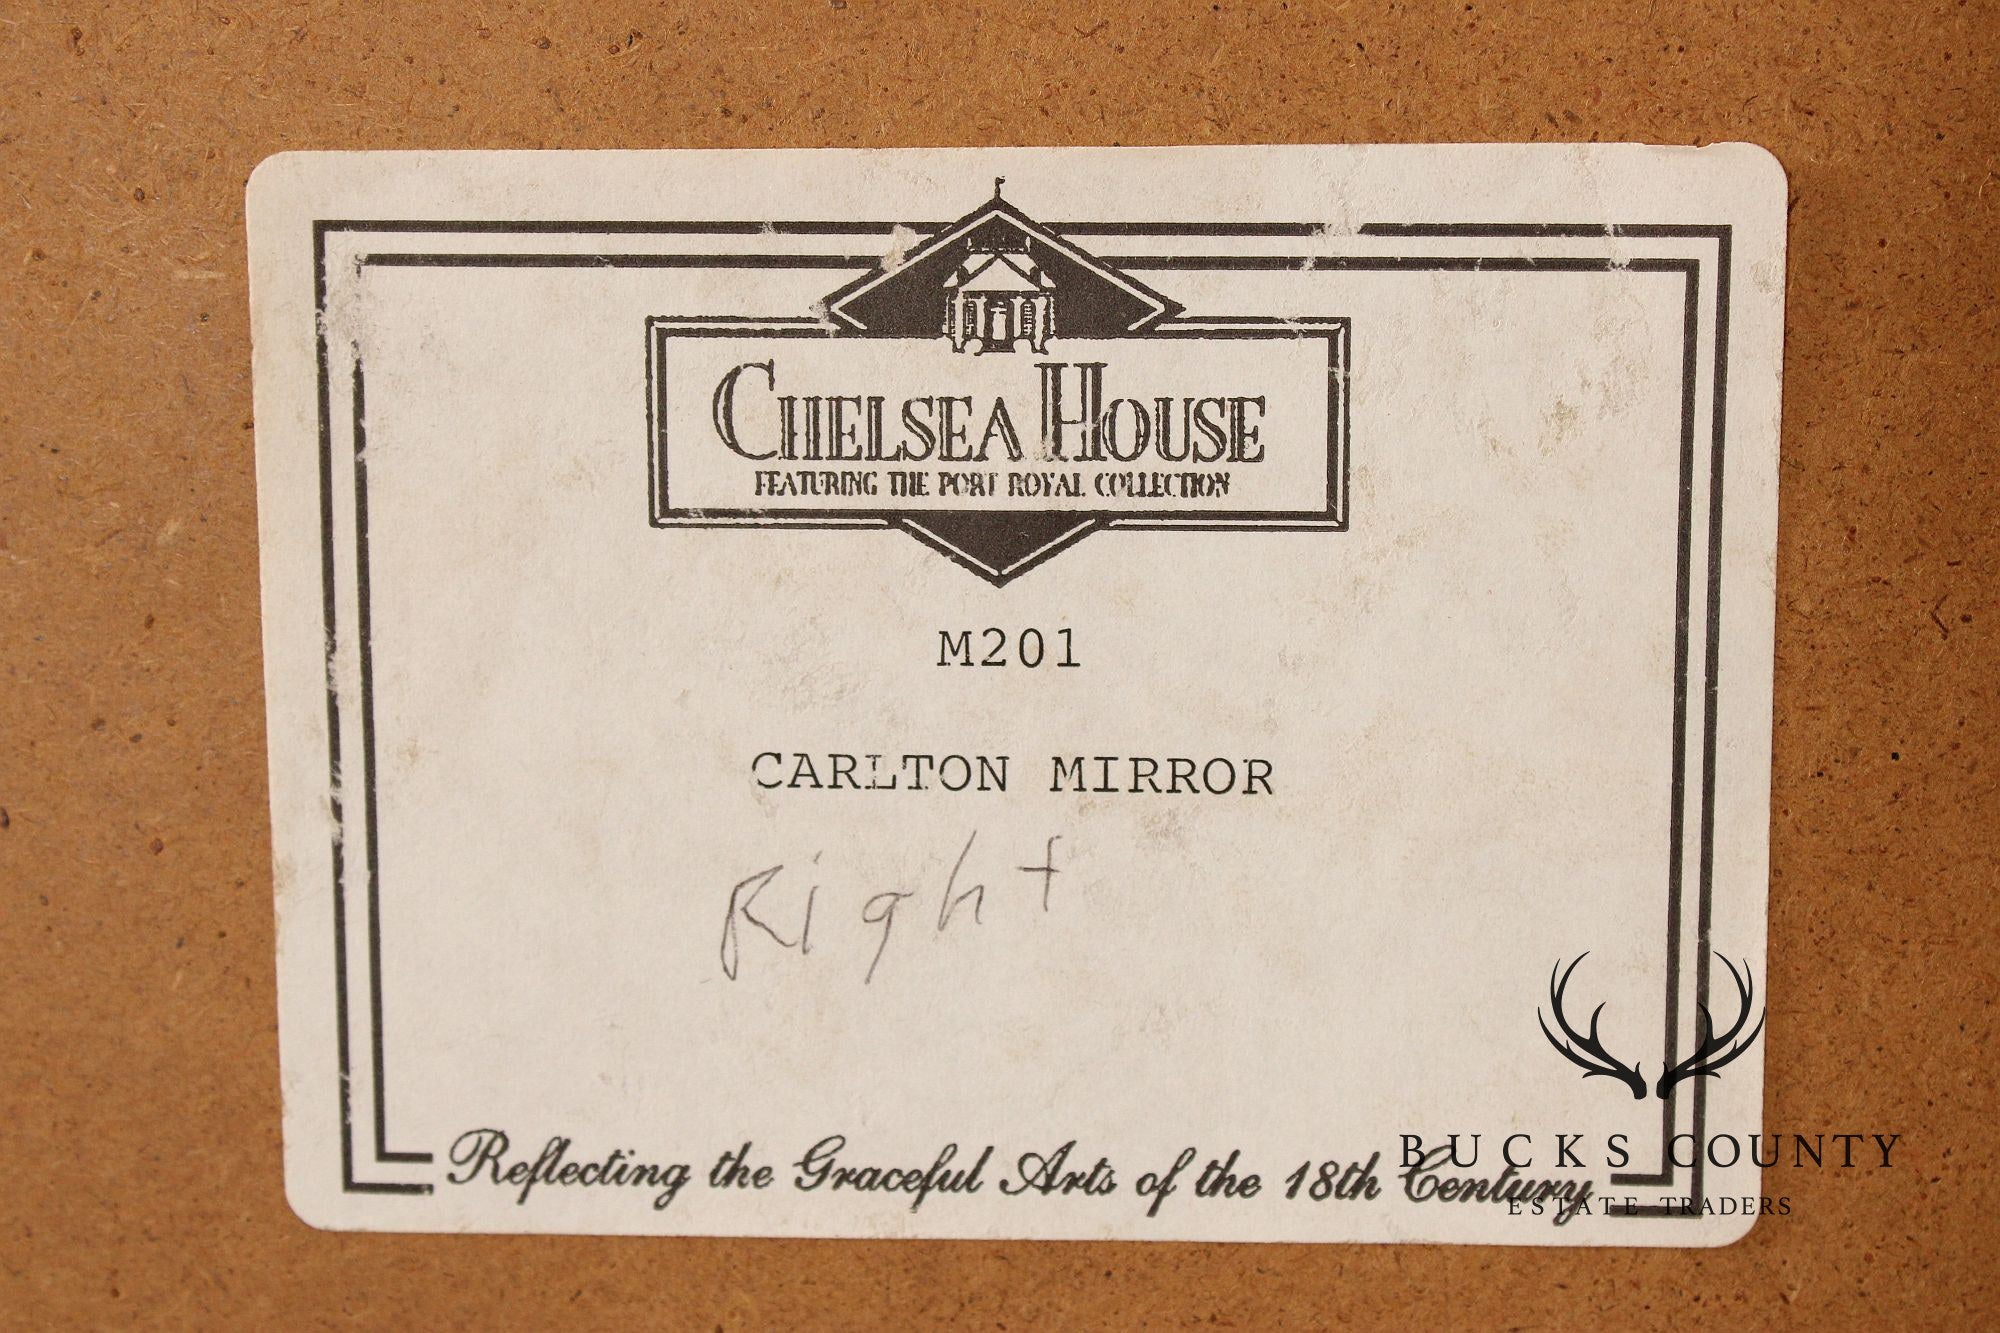 CHELSEA HOUSE
FEATURING THE PORT ROYAL COLLECTION
M201
CARLTON MIRROR
Right
Reflecting the Graceful Arts of the 18th Century
BUCKS COUNTY
ESTATE TRADERS